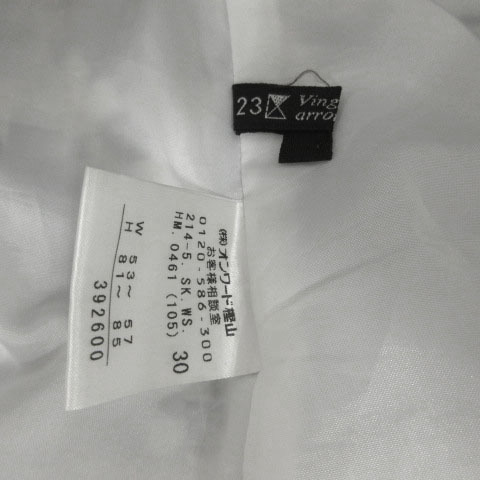 23 Ving
arro
(株)オンワード樫山
お客様相談室
0120-586-300
214-5. SK. WS.
HM. 0461 (105) 30
W 53～57
H 81～85
392600